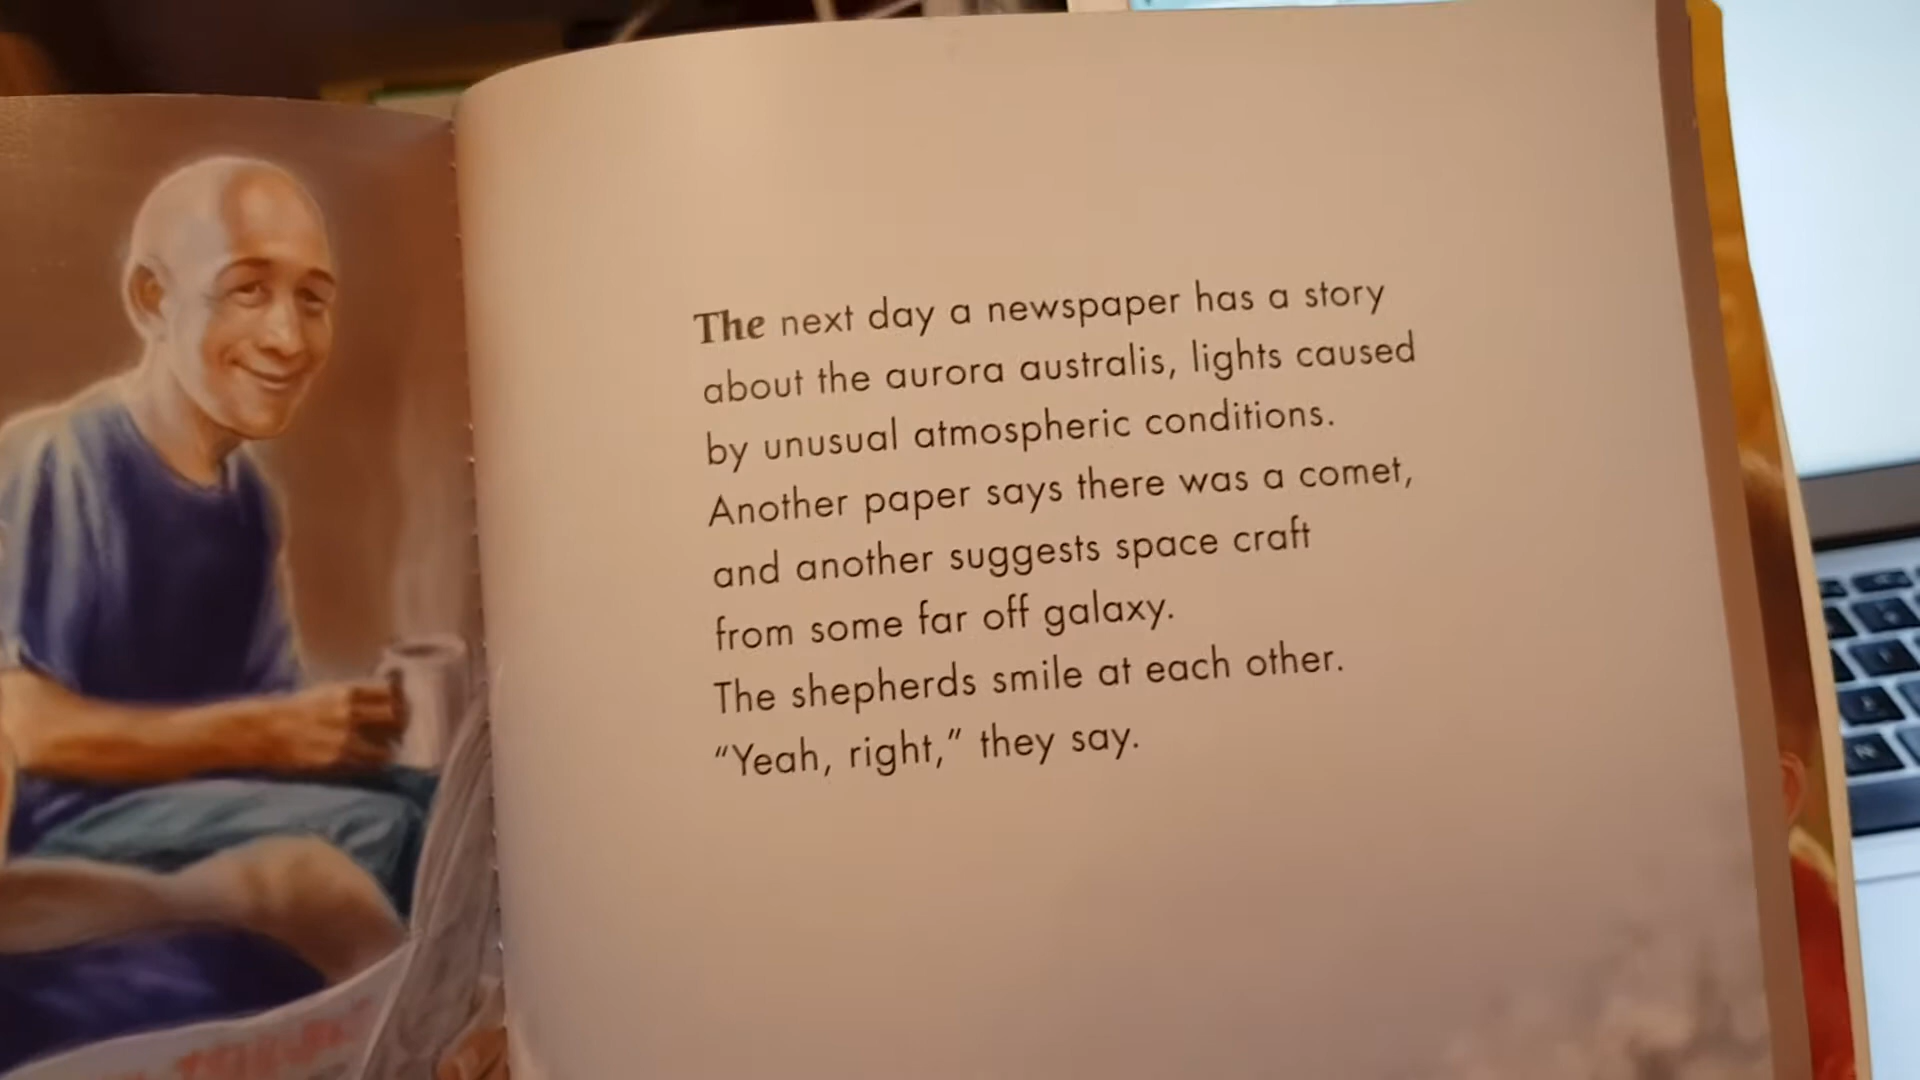 The next day a newspaper has a story
about the aurora australis, lights caused
by unusual atmospheric conditions.
Another paper says there was a comet,
and another suggests space craft
from some far off galaxy.
The shepherds smile at each other.
“Yeah, right,” they say.